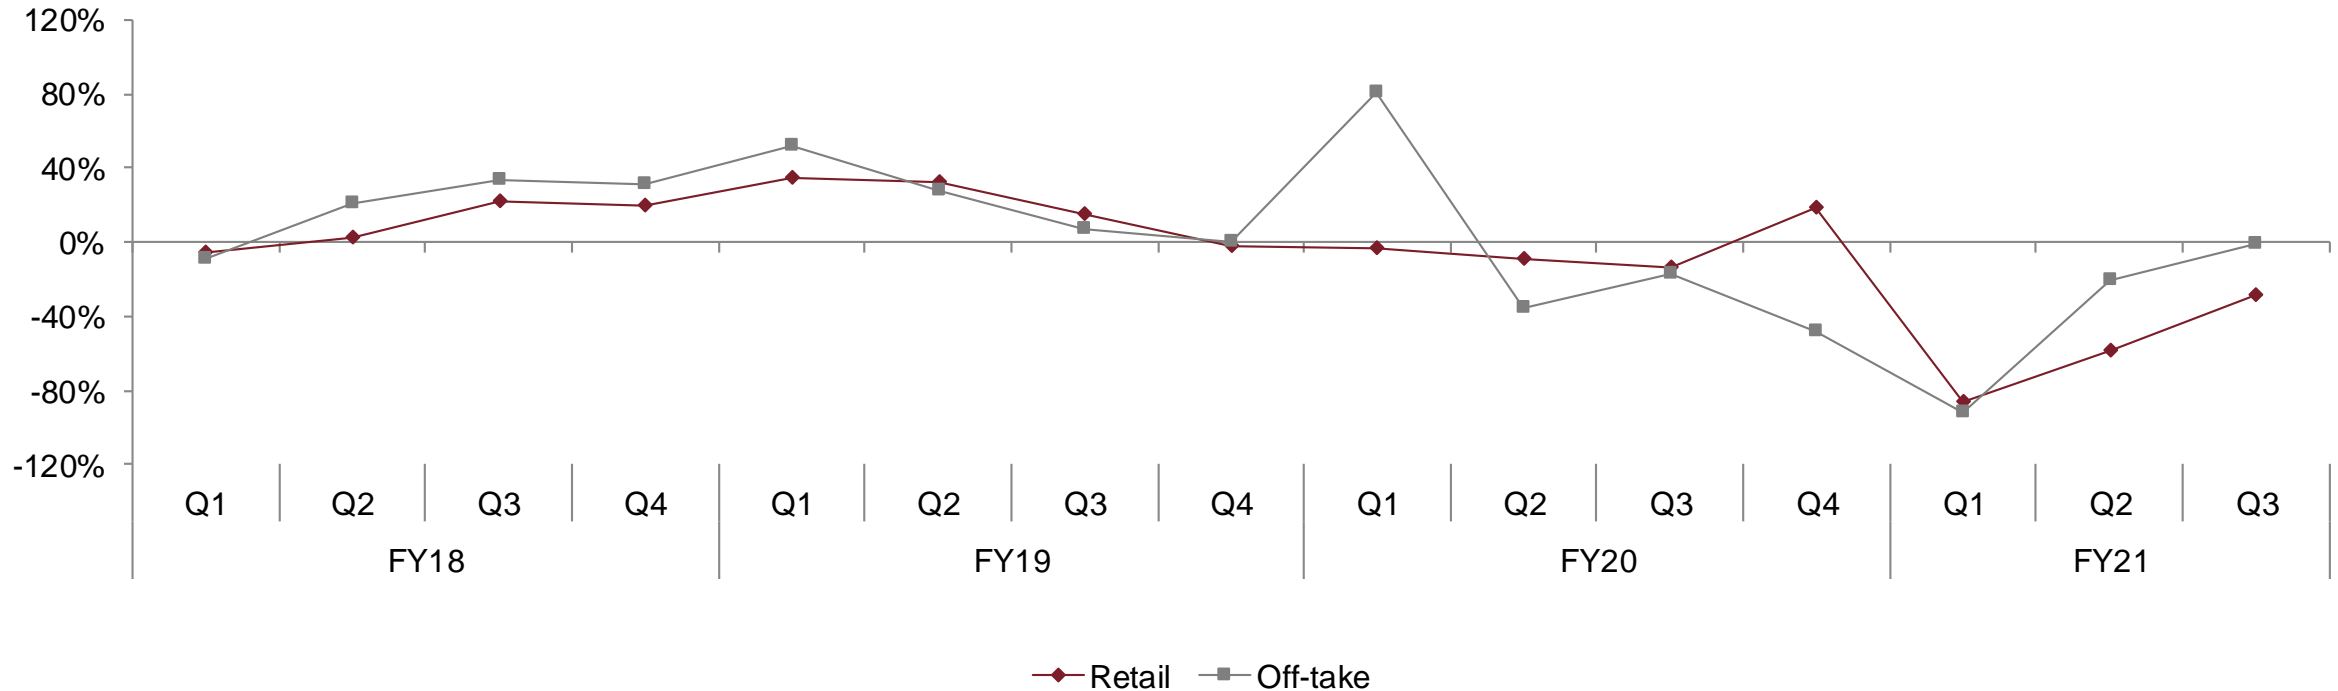 120%
80%
40%
0%
-40%
-80%
-120%
Q1 Q2 Q3 Q4 Q1 Q2 Q3 Q4 Q1 Q2 Q3 Q4 Q1 Q2 Q3
FY18 FY19 FY20 FY21
Retail Off-take